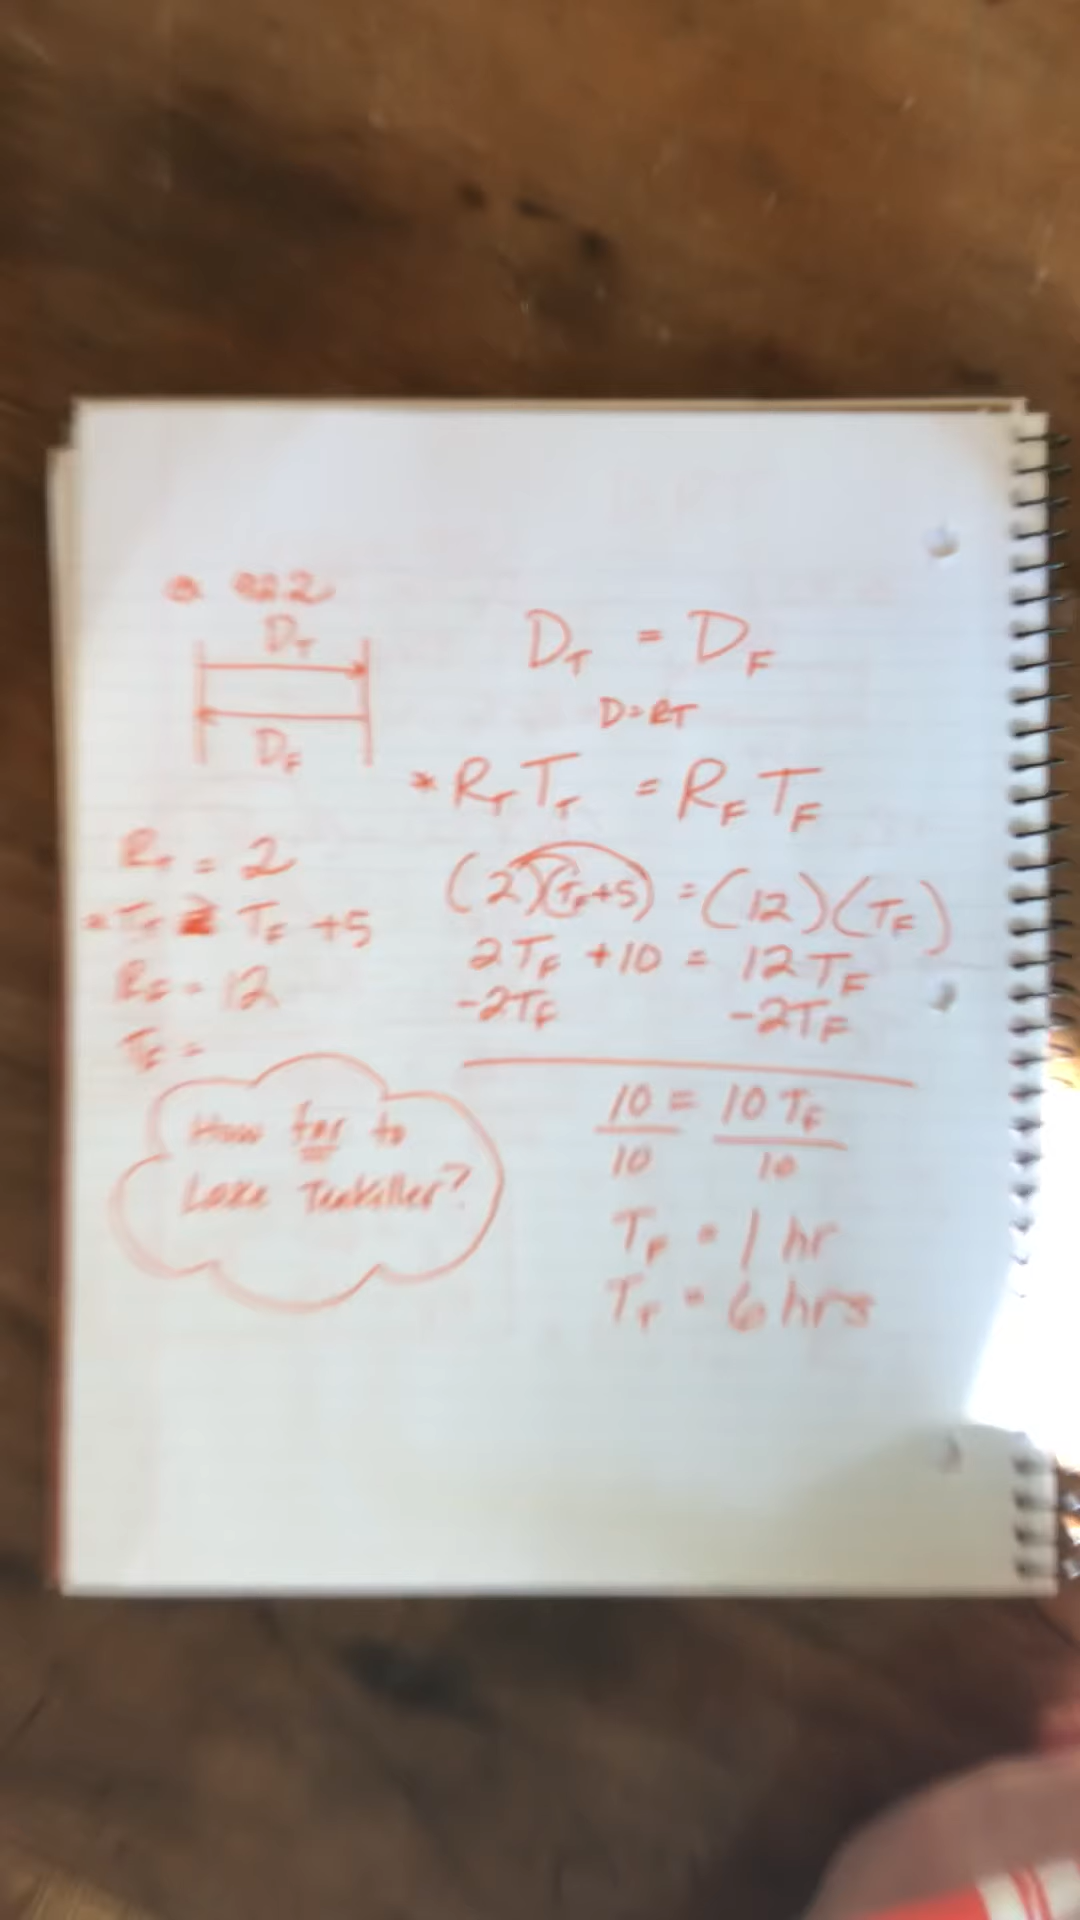 922
D_T
D_F
D_T = D_F
D=RT
*R_T T_T = R_F T_F
R_T = 2
*T_T = T_F +5
R_F = 12
T_F =
(2)(T_F+5) = (12)(T_F)
2T_F +10 = 12T_F
-2T_F -2T_F
10 = 10 T_F
10 10
T_F = 1 hr
T_T = 6 hrs
How far to
Lake Tenkiller?